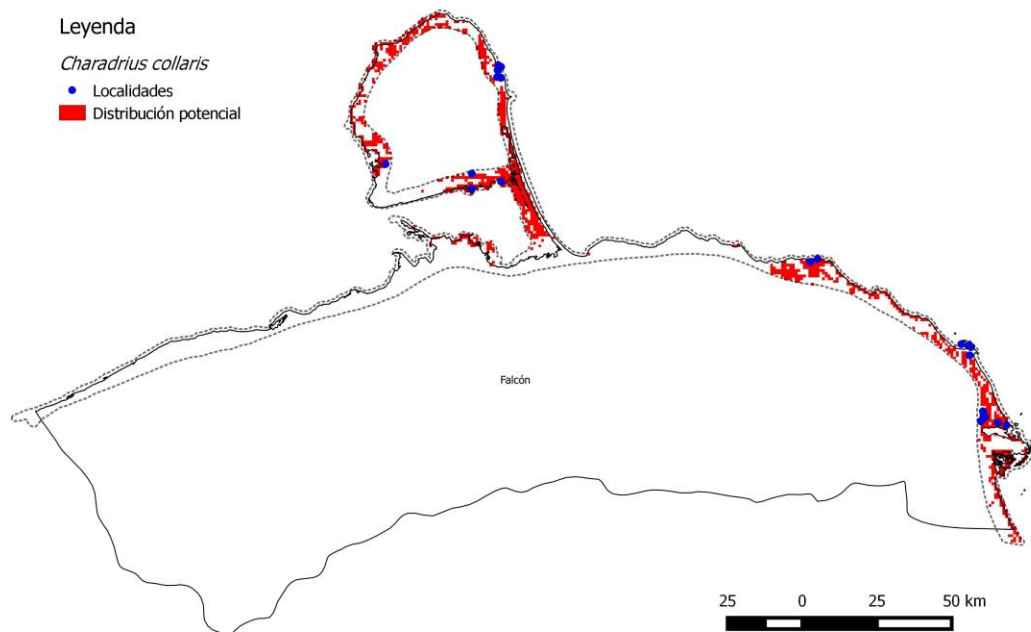 Leyenda
Charadrius collaris
Localidades
Distribución potencial
Falcón
25 0 25 50 km